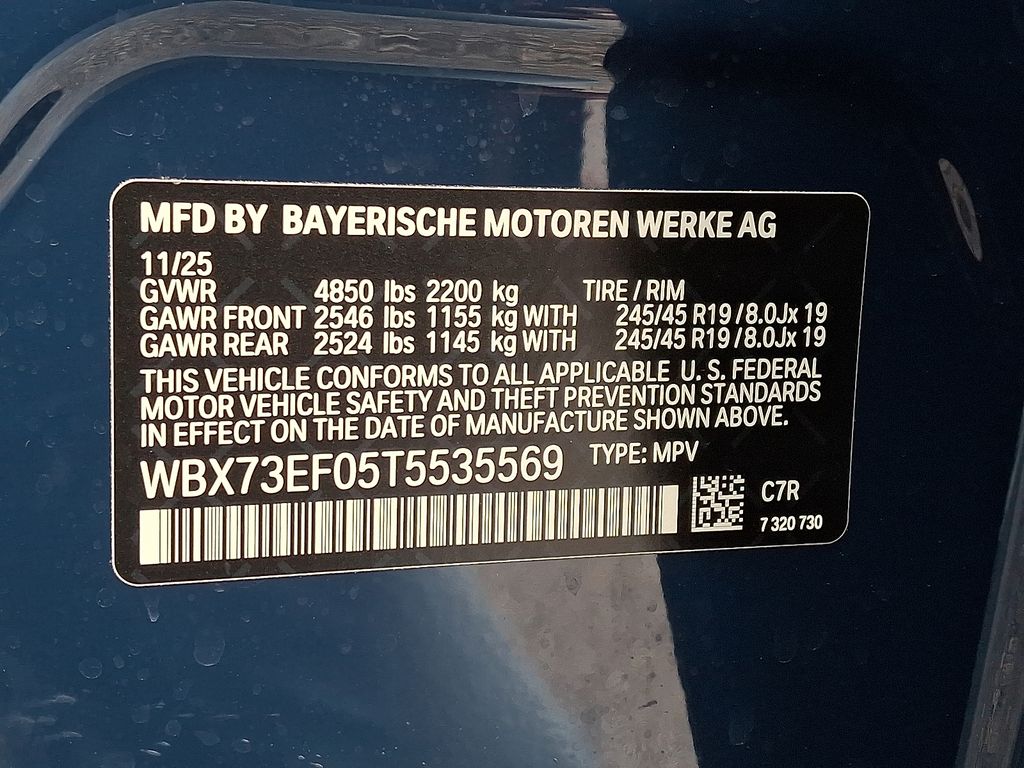 MFD BY BAYERISCHE MOTOREN WERKE AG
11/25
GVWR 4850 lbs 2200 kg TIRE / RIM
GAWR FRONT 2546 lbs 1155 kg WITH 245/45 R19/8.0Jx 19
GAWR REAR 2524 lbs 1145 kg WITH 245/45 R19/8.0Jx 19
THIS VEHICLE CONFORMS TO ALL APPLICABLE U. S. FEDERAL
MOTOR VEHICLE SAFETY AND THEFT PREVENTION STANDARDS
IN EFFECT ON THE DATE OF MANUFACTURE SHOWN ABOVE.
WBX73EF05T5535569 TYPE: MPV
C7R
7 320 730